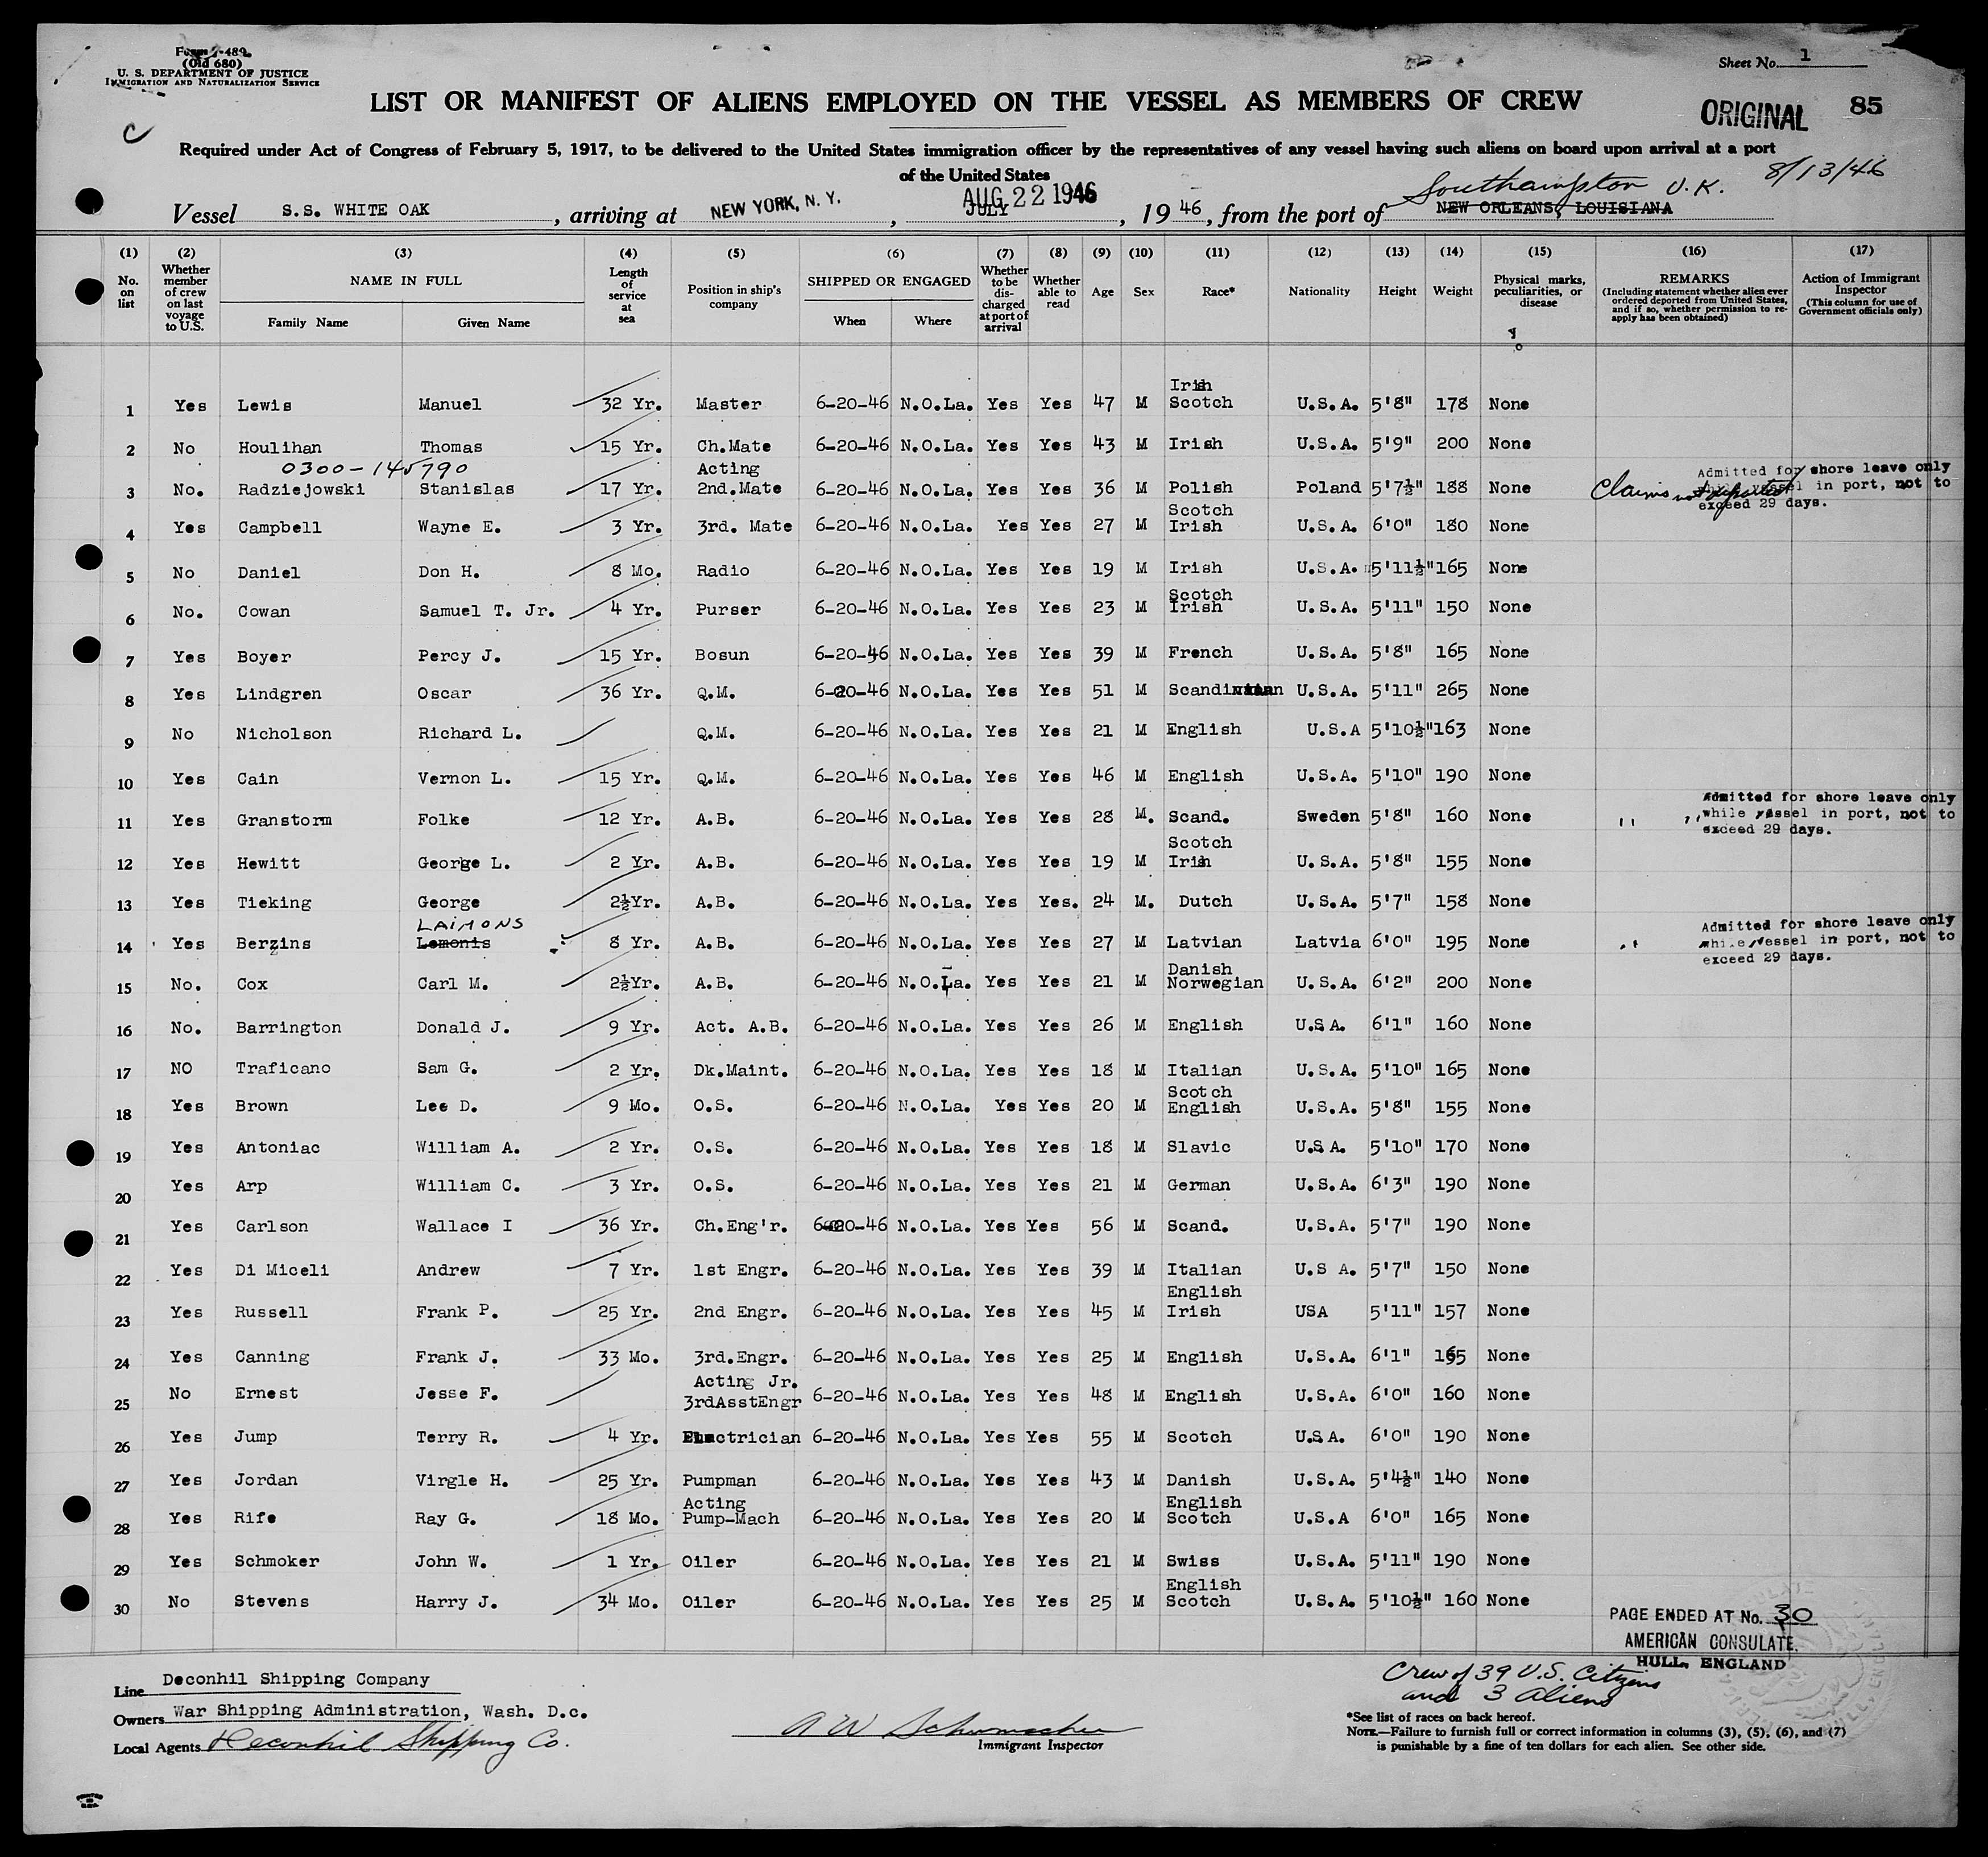 Form I-489
(Old 680)
U. S. DEPARTMENT OF JUSTICE
IMMIGRATION AND NATURALIZATION SERVICE
Sheet No. 1
LIST OR MANIFEST OF ALIENS EMPLOYED ON THE VESSEL AS MEMBERS OF CREW
ORIGINAL 85
Required under Act of Congress of February 5, 1917, to be delivered to the United States immigration officer by the representatives of any vessel having such aliens on board upon arrival at a port
of the United States
Southampton U.K. 8/13/46
Vessel S.S. WHITE OAK, arriving at NEW YORK, N. Y., JULY AUG 22 1946, 19 46, from the port of NEW ORLEANS, LOUISIANA
(1) No. on list
(2) Whether member of crew on last voyage to U.S.
(3) NAME IN FULL Family Name Given Name
(4) Length of service at sea
(5) Position in ship's company
(6) SHIPPED OR ENGAGED When Where
(7) Whether to be discharged at port of arrival
(8) Whether able to read
(9) Age
(10) Sex
(11) Race*
(12) Nationality
(13) Height
(14) Weight
(15) Physical marks, peculiarities, or disease
(16) REMARKS (Including statement whether alien ever ordered deported from United States, and if so, whether permission to re-apply has been obtained)
(17) Action of Immigrant Inspector (This column for use of Government officials only)
1 Yes Lewis Manuel 32 Yr. Master 6-20-46 N.O.La. Yes Yes 47 M Irish Scotch U.S.A. 5'8" 178 None
2 No Houlihan Thomas 15 Yr. Ch.Mate 6-20-46 N.O.La. Yes Yes 43 M Irish U.S.A. 5'9" 200 None
0300-145790
3 No. Radziejowski Stanislas 17 Yr. Acting 2nd.Mate 6-20-46 N.O.La. Yes Yes 36 M Polish Poland 5'7½" 188 None Claims not deported Admitted for shore leave only while vessel in port, not to exceed 29 days.
4 Yes Campbell Wayne E. 3 Yr. 3rd. Mate 6-20-46 N.O.La. Yes Yes 27 M Scotch Irish U.S.A. 6'0" 180 None
5 No Daniel Don H. 8 Mo. Radio 6-20-46 N.O.La. Yes Yes 19 M Irish U.S.A. 5'11½" 165 None
6 No. Cowan Samuel T. Jr. 4 Yr. Purser 6-20-46 N.O.La. Yes Yes 23 M Scotch Irish U.S.A. 5'11" 150 None
7 Yes Boyer Percy J. 15 Yr. Bosun 6-20-46 N.O.La. Yes Yes 39 M French U.S.A. 5'8" 165 None
8 Yes Lindgren Oscar 36 Yr. Q.M. 6-20-46 N.O.La. Yes Yes 51 M Scandinvian U.S.A. 5'11" 265 None
9 No Nicholson Richard L. Q.M. 6-20-46 N.O.La. Yes Yes 21 M English U.S.A 5'10½" 163 None
10 Yes Cain Vernon L. 15 Yr. Q.M. 6-20-46 N.O.La. Yes Yes 46 M English U.S.A. 5'10" 190 None
11 Yes Granstorm Folke 12 Yr. A.B. 6-20-46 N.O.La. Yes Yes 28 M. Scand. Sweden 5'8" 160 None " " Admitted for shore leave only while vessel in port, not to exceed 29 days.
12 Yes Hewitt George L. 2 Yr. A.B. 6-20-46 N.O.La. Yes Yes 19 M Scotch Irish U.S.A. 5'8" 155 None
13 Yes Tieking George 2½Yr. A.B. 6-20-46 N.O.La. Yes Yes. 24 M. Dutch U.S.A. 5'7" 158 None
LAIMONS
14 Yes Berzins Lemonis 8 Yr. A.B. 6-20-46 N.O.La. Yes Yes 27 M Latvian Latvia 6'0" 195 None " Admitted for shore leave only while vessel in port, not to exceed 29 days.
15 No. Cox Carl M. 2½Yr. A.B. 6-20-46 N.O.La. Yes Yes 21 M Danish Norwegian U.S.A. 6'2" 200 None
16 No. Barrington Donald J. 9 Yr. Act. A.B. 6-20-46 N.O.La. Yes Yes 26 M English U.S A. 6'1" 160 None
17 NO Traficano Sam G. 2 Yr. Dk.Maint. 6-20-46 N.O.La. Yes Yes 18 M Italian U.S.A. 5'10" 165 None
18 Yes Brown Lee D. 9 Mo. O.S. 6-20-46 N.O.La. Yes Yes 20 M Scotch English U.S.A. 5'8" 155 None
19 Yes Antoniac William A. 2 Yr. O.S. 6-20-46 N.O.La. Yes Yes 18 M Slavic U.S A. 5'10" 170 None
20 Yes Arp William C. 3 Yr. O.S. 6-20-46 N.O.La. Yes Yes 21 M German U.S.A. 6'3" 190 None
21 Yes Carlson Wallace I 36 Yr. Ch.Eng'r. 6-20-46 N.O.La. Yes Yes 56 M Scand. U.S.A. 5'7" 190 None
22 Yes Di Miceli Andrew 7 Yr. 1st Engr. 6-20-46 N.O.La. Yes Yes 39 M Italian U.S A. 5'7" 150 None
23 Yes Russell Frank P. 25 Yr. 2nd Engr. 6-20-46 N.O.La. Yes Yes 45 M English Irish USA 5'11" 157 None
24 Yes Canning Frank J. 33 Mo. 3rd.Engr. 6-20-46 N.O.La. Yes Yes 25 M English U.S.A. 6'1" 165 None
25 No Ernest Jesse F. Acting Jr. 3rdAsstEngr 6-20-46 N.O.La. Yes Yes 48 M English U.S.A. 6'0" 160 None
26 Yes Jump Terry R. 4 Yr. Electrician 6-20-46 N.O.La. Yes Yes 55 M Scotch U.S.A. 6'0" 190 None
27 Yes Jordan Virgle H. 25 Yr. Pumpman 6-20-46 N.O.La. Yes Yes 43 M Danish U.S.A. 5'4½" 140 None
28 Yes Rife Ray G. 18 Mo. Acting Pump-Mach 6-20-46 N.O.La. Yes Yes 20 M English Scotch U.S.A 6'0" 165 None
29 Yes Schmoker John W. 1 Yr. Oiler 6-20-46 N.O.La. Yes Yes 21 M Swiss U.S.A. 5'11" 190 None
30 No Stevens Harry J. 34 Mo. Oiler 6-20-46 N.O.La. Yes Yes 25 M English Scotch U.S.A. 5'10½" 160 None
PAGE ENDED AT No. 30
AMERICAN CONSULATE.
HULL, ENGLAND
Crew of 39 U.S. Citizens
and 3 Aliens
Line Deconhil Shipping Company
Owners War Shipping Administration, Wash. D.c.
Local Agents Deconhil Shipping Co.
A W Schumacher
Immigrant Inspector
*See list of races on back hereof.
NOTE.—Failure to furnish full or correct information in columns (3), (5), (6), and (7)
is punishable by a fine of ten dollars for each alien. See other side.